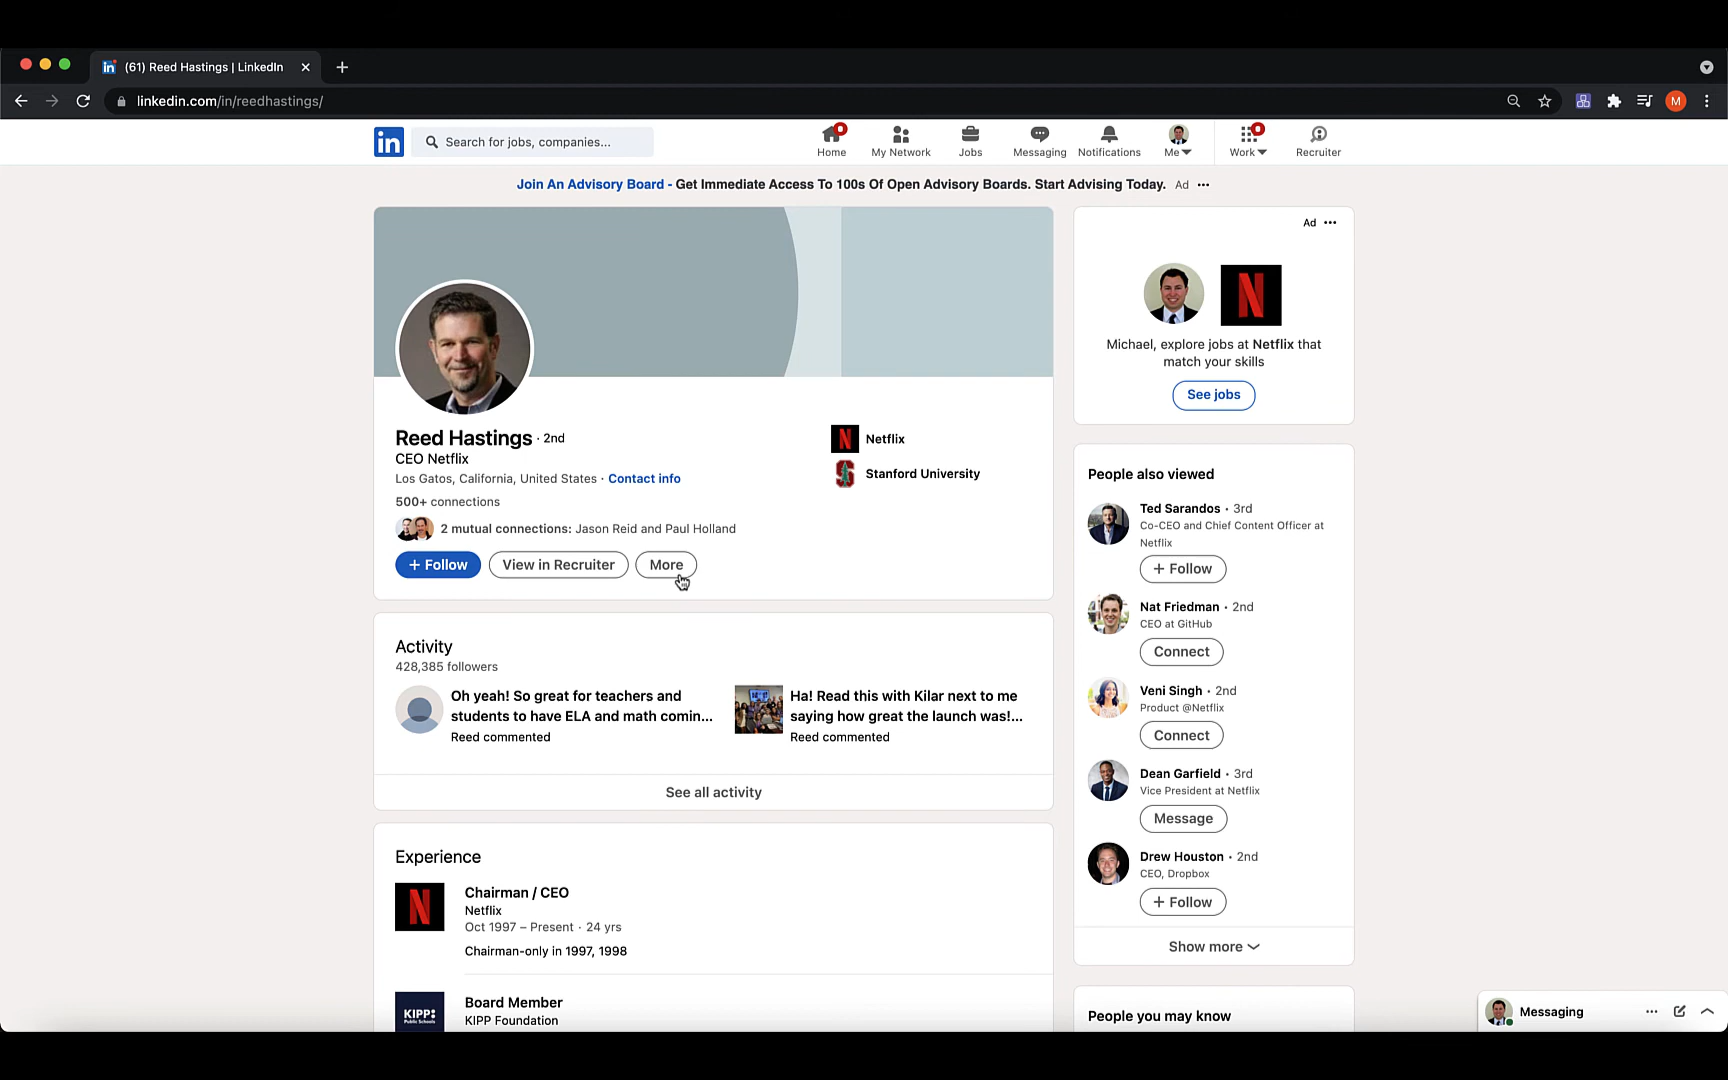 (61) Reed Hastings | LinkedIn
linkedin.com/in/reedhastings/
M
in
Search for jobs, companies...
Home
My Network
Jobs
Messaging
Notifications
Me
Work
Recruiter
Join An Advisory Board - Get Immediate Access To 100s Of Open Advisory Boards. Start Advising Today. Ad
Reed Hastings · 2nd
CEO Netflix
Los Gatos, California, United States · Contact info
500+ connections
2 mutual connections: Jason Reid and Paul Holland
+ Follow
View in Recruiter
More
Netflix
Stanford University
Activity
428,385 followers
Oh yeah! So great for teachers and
students to have ELA and math comin...
Reed commented
Ha! Read this with Kilar next to me
saying how great the launch was!...
Reed commented
See all activity
Experience
Chairman / CEO
Netflix
Oct 1997 – Present · 24 yrs
Chairman-only in 1997, 1998
KIPP:
Public Schools
Board Member
KIPP Foundation
Ad
N
Michael, explore jobs at Netflix that
match your skills
See jobs
People also viewed
Ted Sarandos · 3rd
Co-CEO and Chief Content Officer at
Netflix
+ Follow
Nat Friedman · 2nd
CEO at GitHub
Connect
Veni Singh · 2nd
Product @Netflix
Connect
Dean Garfield · 3rd
Vice President at Netflix
Message
Drew Houston · 2nd
CEO, Dropbox
+ Follow
Show more
People you may know
Messaging